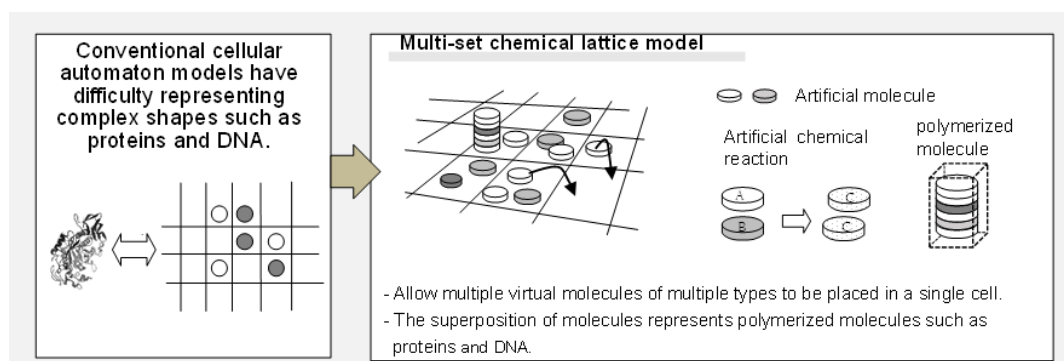 Conventional cellular
automaton models have
difficulty representing
complex shapes such as
proteins and DNA.
Multi-set chemical lattice model
Artificial molecule
Artificial chemical
reaction
polymerized
molecule
A
B
C
C
- Allow multiple virtual molecules of multiple types to be placed in a single cell.
- The superposition of molecules represents polymerized molecules such as
proteins and DNA.